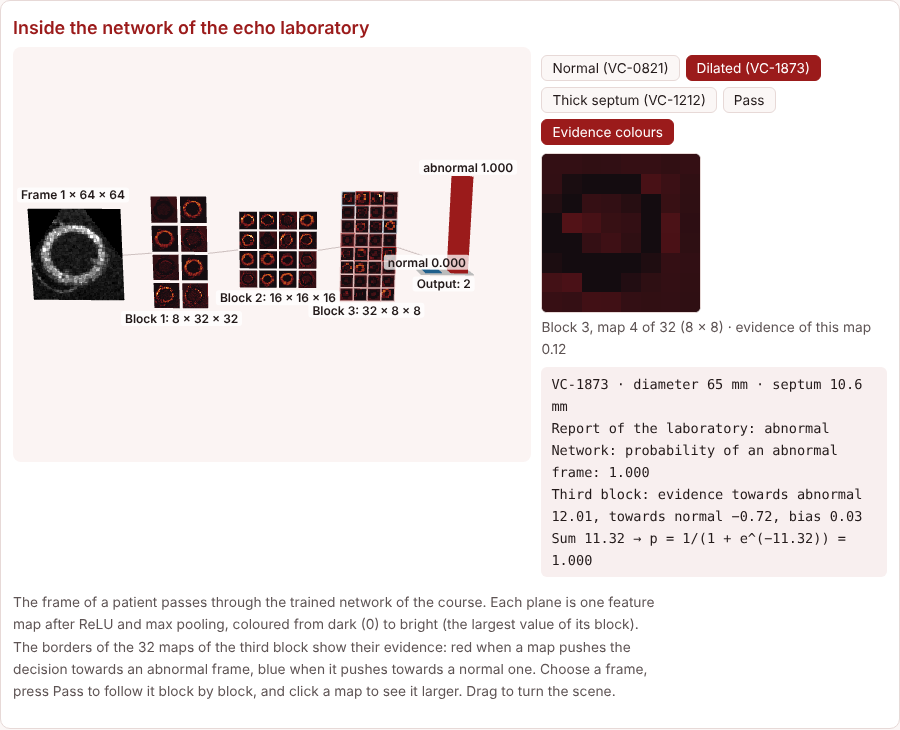 Inside the network of the echo laboratory
Normal (VC-0821)
Dilated (VC-1873)
Thick septum (VC-1212)
Pass
Evidence colours
abnormal 1.000
Frame 1 × 64 × 64
normal 0.000
Output: 2
Block 2: 16 × 16 × 16
Block 3: 32 × 8 × 8
Block 1: 8 × 32 × 32
Block 3, map 4 of 32 (8 × 8) · evidence of this map
0.12
VC-1873 · diameter 65 mm · septum 10.6
mm
Report of the laboratory: abnormal
Network: probability of an abnormal
frame: 1.000
Third block: evidence towards abnormal
12.01, towards normal −0.72, bias 0.03
Sum 11.32 → p = 1/(1 + e^(−11.32)) =
1.000
The frame of a patient passes through the trained network of the course. Each plane is one feature
map after ReLU and max pooling, coloured from dark (0) to bright (the largest value of its block).
The borders of the 32 maps of the third block show their evidence: red when a map pushes the
decision towards an abnormal frame, blue when it pushes towards a normal one. Choose a frame,
press Pass to follow it block by block, and click a map to see it larger. Drag to turn the scene.